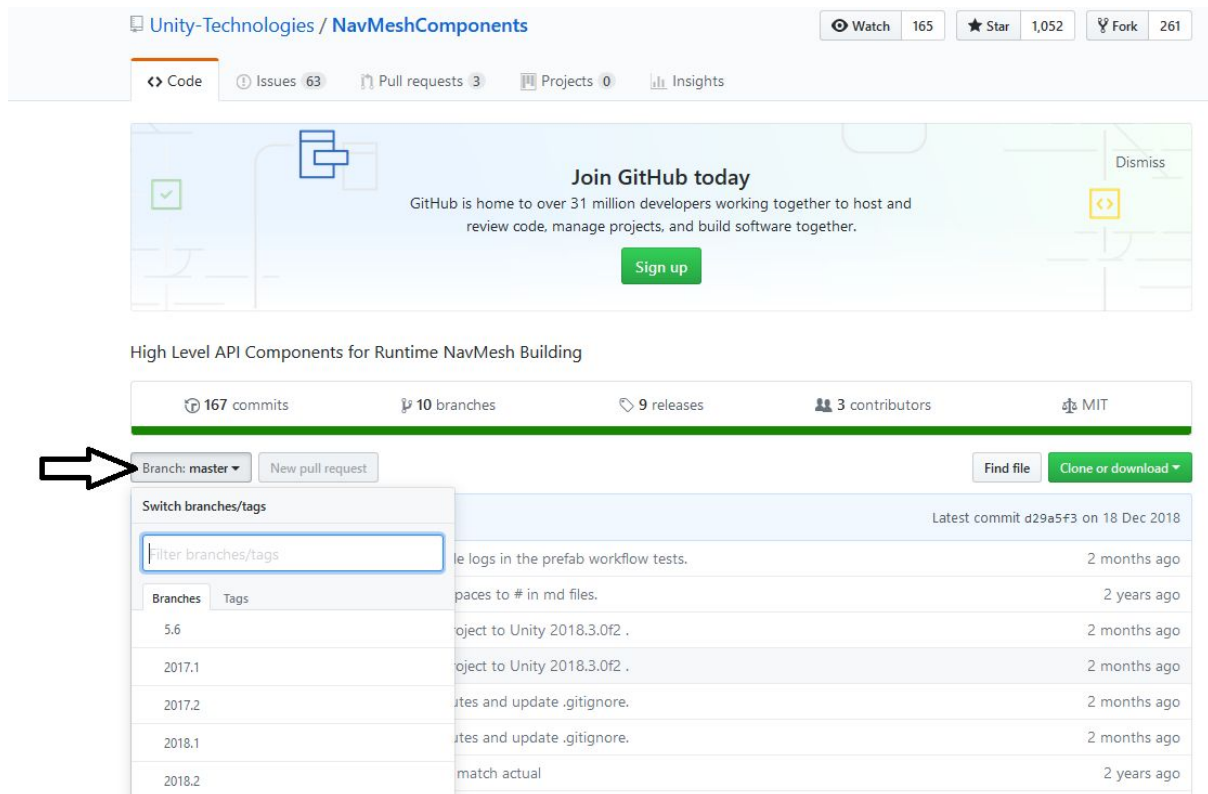 Unity-Technologies / NavMeshComponents
Watch 165 Star 1,052 Fork 261
Code Issues 63 Pull requests 3 Projects 0 Insights
Dismiss
Join GitHub today
GitHub is home to over 31 million developers working together to host and
review code, manage projects, and build software together.
Sign up
High Level API Components for Runtime NavMesh Building
167 commits 10 branches 9 releases 3 contributors MIT
Branch: master New pull request Find file Clone or download
Switch branches/tags
Latest commit d29a5f3 on 18 Dec 2018
Filter branches/tags
logs in the prefab workflow tests. 2 months ago
Branches Tags
to # in md files. 2 years ago
5.6
to Unity 2018.3.0f2 . 2 months ago
2017.1
to Unity 2018.3.0f2 . 2 months ago
2017.2
and update .gitignore. 2 months ago
2018.1
and update .gitignore. 2 months ago
2018.2
match actual 2 years ago